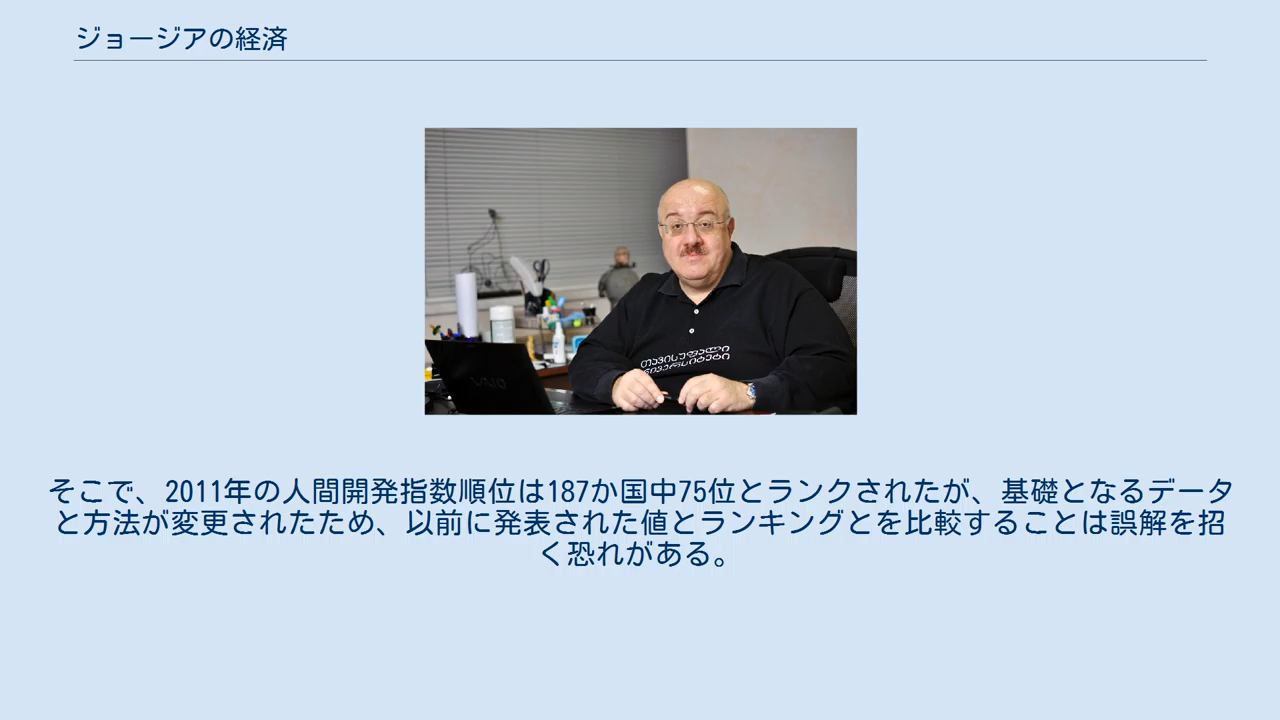 ジョージアの経済
თავისუფალი
უნივერსიტეტი
VAIO
そこで、2011年の人間開発指数順位は187か国中75位とランクされたが、基礎となるデータ
と方法が変更されたため、以前に発表された値とランキングとを比較することは誤解を招
く恐れがある。